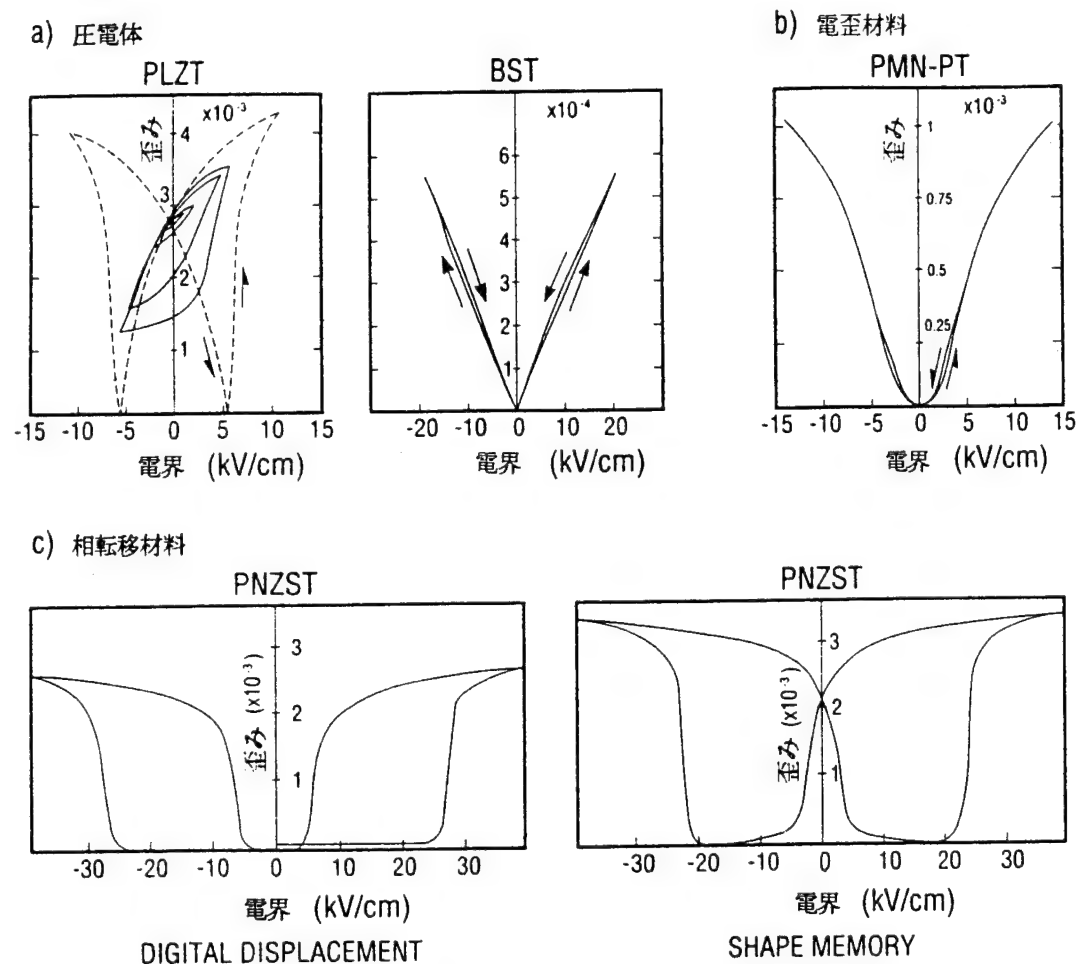 a) 圧電体
PLZT
x10⁻³
歪み
4
3
2
1
-15 -10 -5 0 5 10 15
電界 (kV/cm)
BST
x10⁻⁴
6
5
4
3
2
1
-10 0 10 20
電界 (kV/cm)
b) 電歪材料
PMN-PT
x10⁻³
歪み
1
0.75
0.5
0.25
-15 -10 -5 0 5 10 15
電界 (kV/cm)
c) 相転移材料
PNZST
歪み (x10⁻³)
3
2
1
-30 -20 -10 0 10 20 30
電界 (kV/cm)
DIGITAL DISPLACEMENT
PNZST
歪み (x10⁻³)
3
2
1
-30 -20 -10 0 10 20 30
電界 (kV/cm)
SHAPE MEMORY